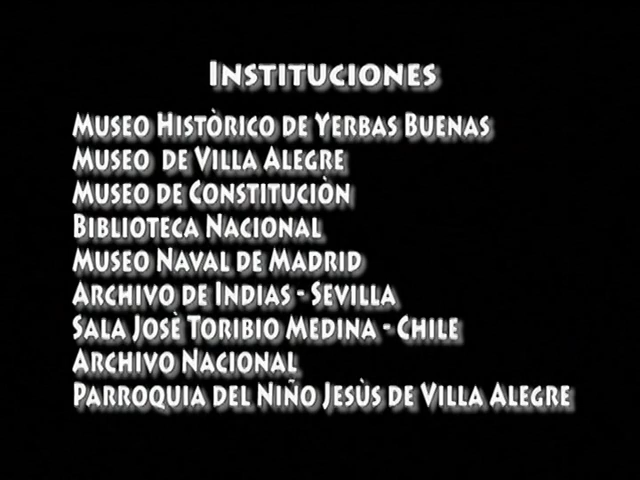 INSTITUCIONES
MUSEO HISTÒRICO DE YERBAS BUENAS
MUSEO DE VILLA ALEGRE
MUSEO DE CONSTITUCIÒN
BIBLIOTECA NACIONAL
MUSEO NAVAL DE MADRID
ARCHIVO DE INDIAS - SEVILLA
SALA JOSÈ TORIBIO MEDINA - CHILE
ARCHIVO NACIONAL
PARROQUIA DEL NIÑO JESÙS DE VILLA ALEGRE